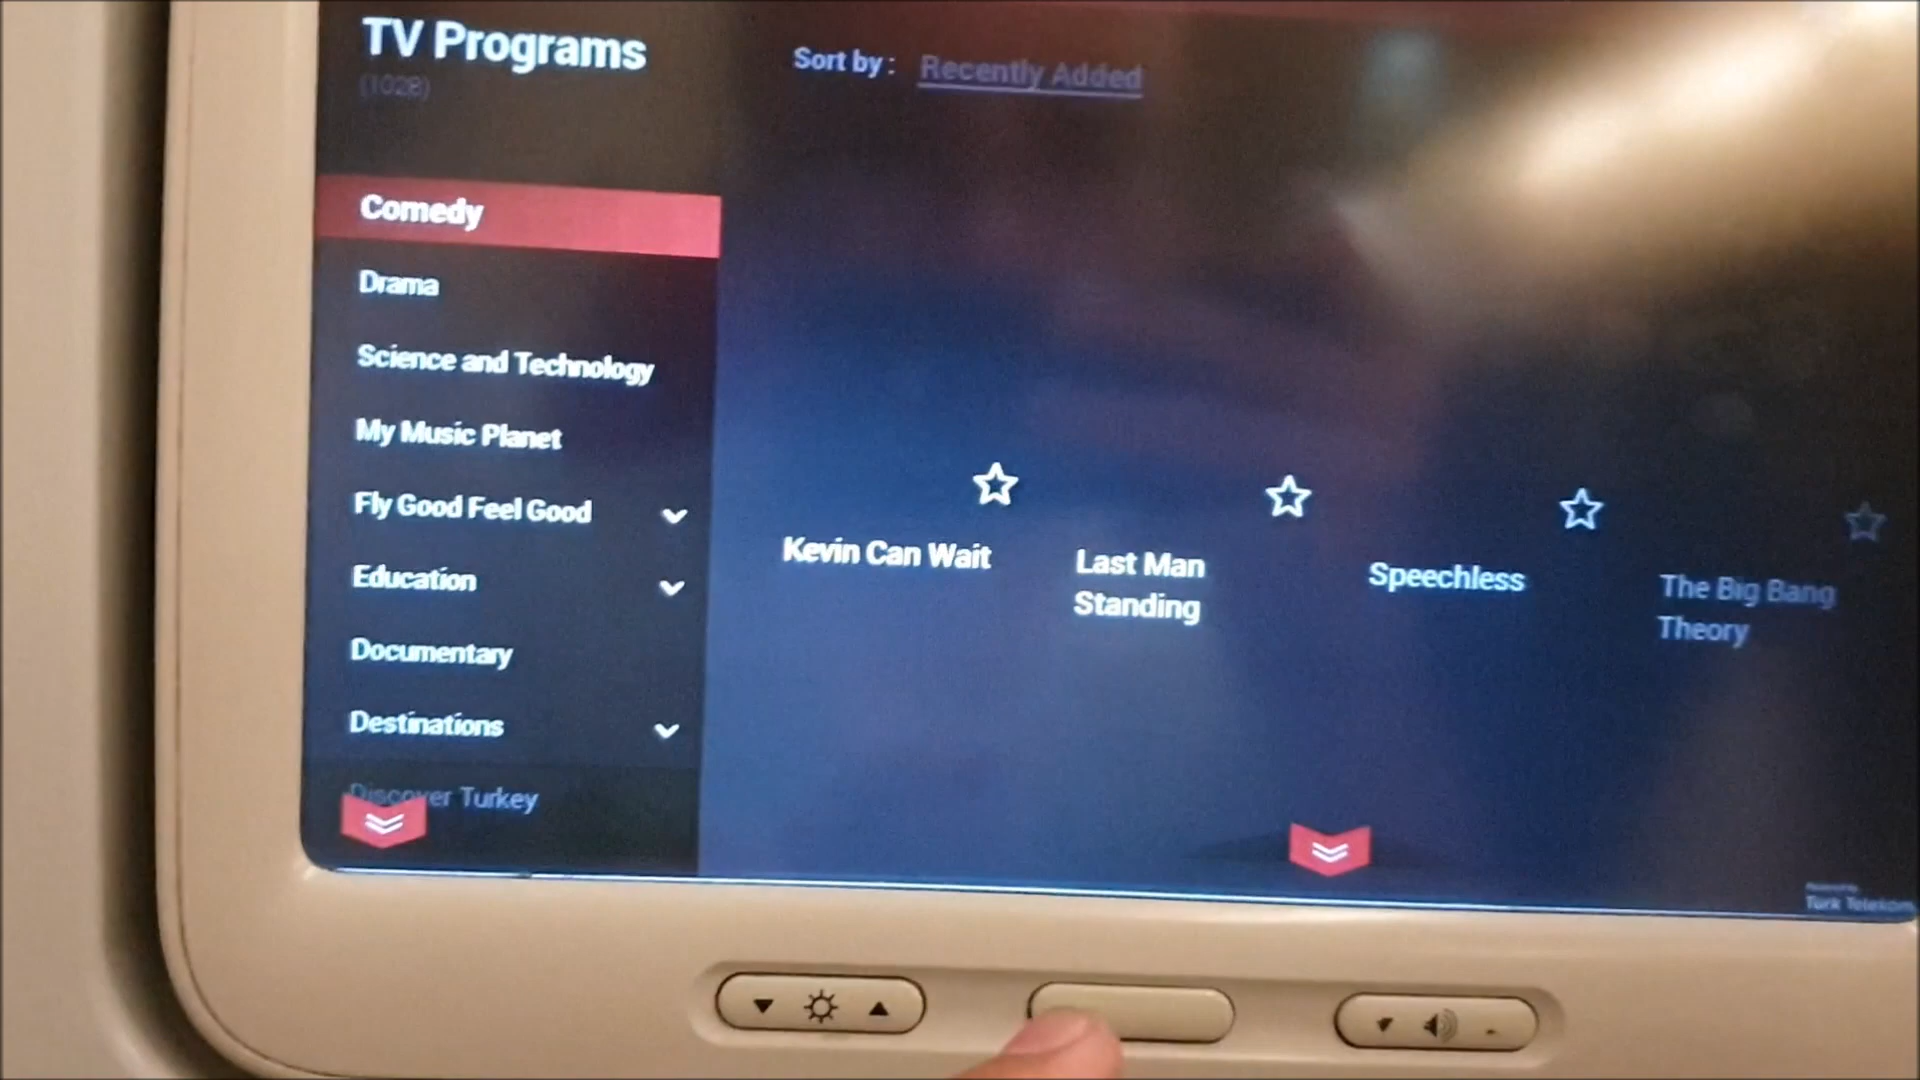 TV Programs
(1028)
Sort by : Recently Added
Comedy
Drama
Science and Technology
My Music Planet
Fly Good Feel Good
Education
Documentary
Destinations
Discover Turkey
Kevin Can Wait
Last Man
Standing
Speechless
The Big Bang
Theory
Türk Telekom